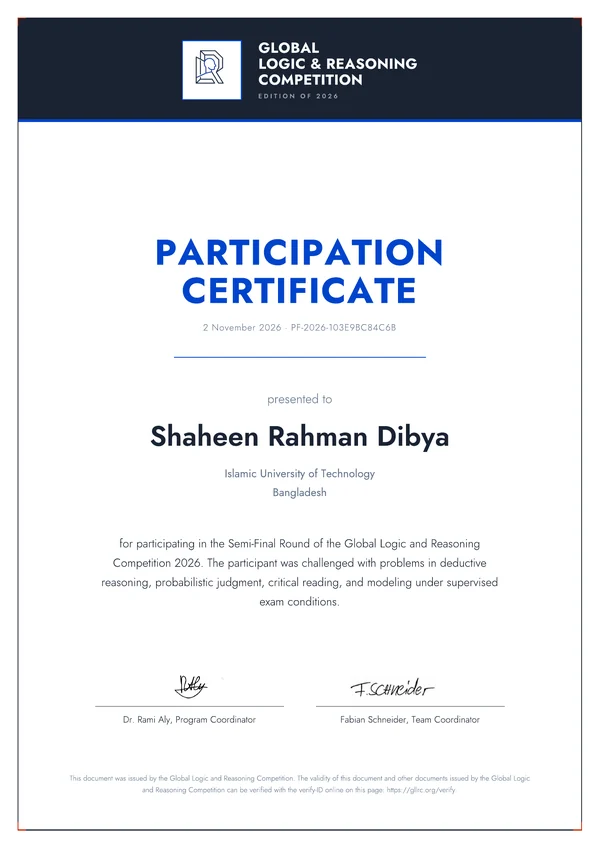 GLOBAL
LOGIC & REASONING
COMPETITION
EDITION OF 2026
PARTICIPATION
CERTIFICATE
2 November 2026 · PF-2026-103E9BC84C6B
presented to
Shaheen Rahman Dibya
Islamic University of Technology
Bangladesh
for participating in the Semi-Final Round of the Global Logic and Reasoning
Competition 2026. The participant was challenged with problems in deductive
reasoning, probabilistic judgment, critical reading, and modeling under supervised
exam conditions.
F. Schneider
Dr. Rami Aly, Program Coordinator
Fabian Schneider, Team Coordinator
This document was issued by the Global Logic and Reasoning Competition. The validity of this document and other documents issued by the Global Logic
and Reasoning Competition can be verified with the verify-ID online on this page: https://gllrc.org/verify